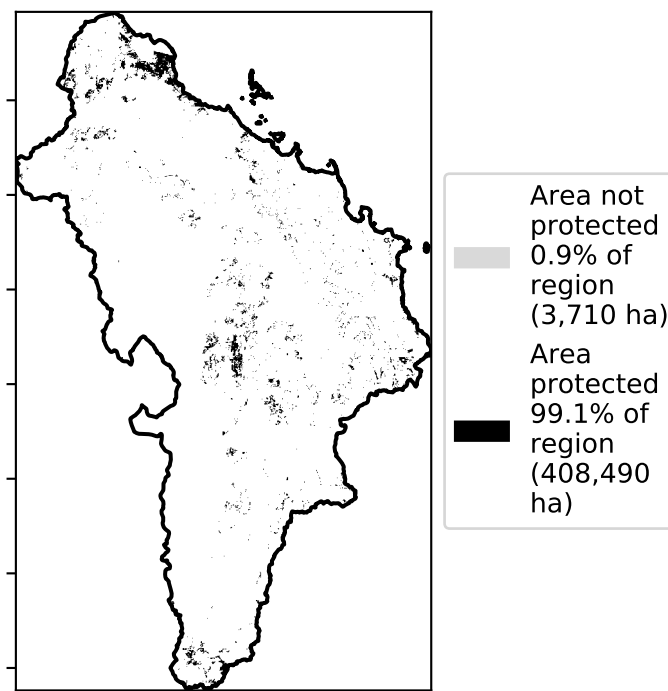 Area not
protected
0.9% of
region
(3,710 ha)
Area
protected
99.1% of
region
(408,490
ha)